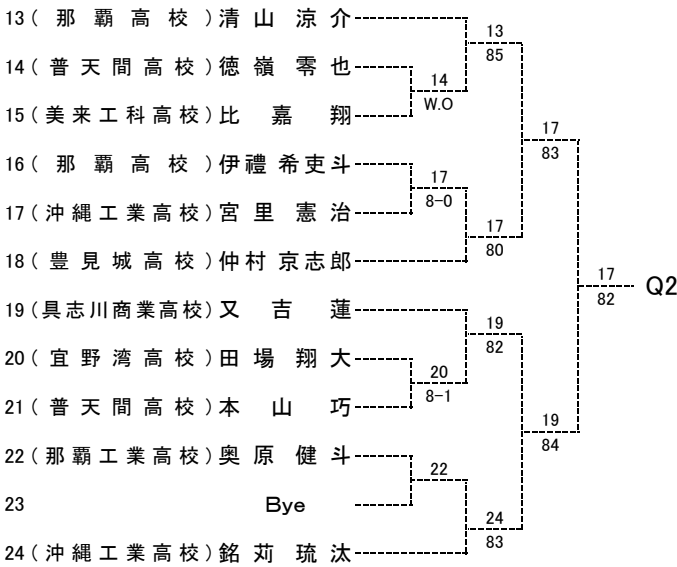 13 ( 那 覇 高 校 ) 清 山 涼 介
13
85
14 ( 普 天 間 高 校 ) 徳 嶺 零 也
14
W.O
15 ( 美 来 工 科 高 校 ) 比 嘉 翔
17
83
16 ( 那 覇 高 校 ) 伊 禮 希 吏 斗
17
8-0
17 ( 沖 縄 工 業 高 校 ) 宮 里 憲 治
17
80
18 ( 豊 見 城 高 校 ) 仲 村 京 志 郎
17
82
Q2
19 ( 具 志 川 商 業 高 校 ) 又 吉 蓮
19
82
20 ( 宜 野 湾 高 校 ) 田 場 翔 大
20
8-1
21 ( 普 天 間 高 校 ) 本 山 巧
19
84
22 ( 那 覇 工 業 高 校 ) 奥 原 健 斗
22
23 Bye
24
83
24 ( 沖 縄 工 業 高 校 ) 銘 苅 琉 汰